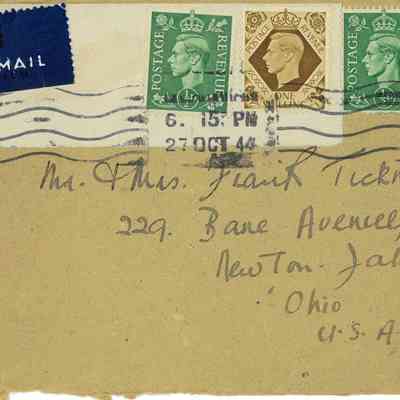 MAIL
POSTAGE REVENUE
POSTAGE REVENUE
ONE SHILLING
POSTAGE
6. 15 PM
27 OCT 44
Mr. & Mrs. Frank Tick
229. Bane Avenue,
Newton. Fal
Ohio
U.S.A